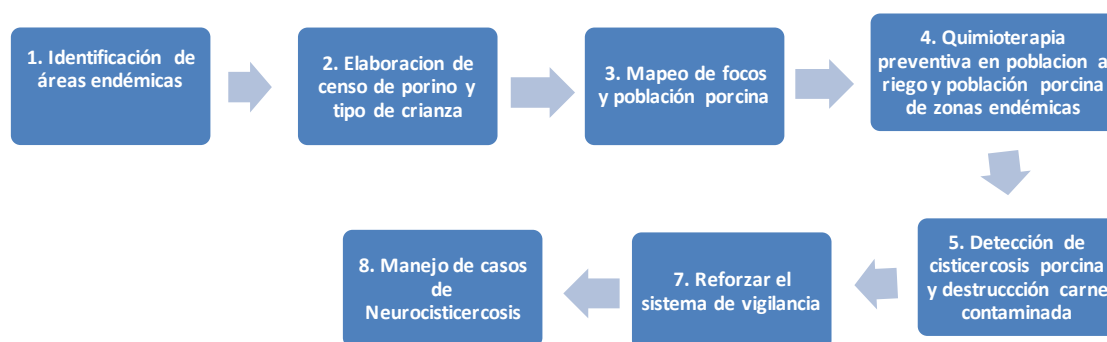 1. Identificación de
áreas endémicas
2. Elaboracion de
censo de porino y
tipo de crianza
3. Mapeo de focos
y población porcina
4. Quimioterapia
preventiva en poblacion a
riego y población porcina
de zonas endémicas
5. Detección de
cisticercosis porcina
y destruccción carne
contaminada
7. Reforzar el
sistema de vigilancia
8. Manejo de casos
de
Neurocisticercosis